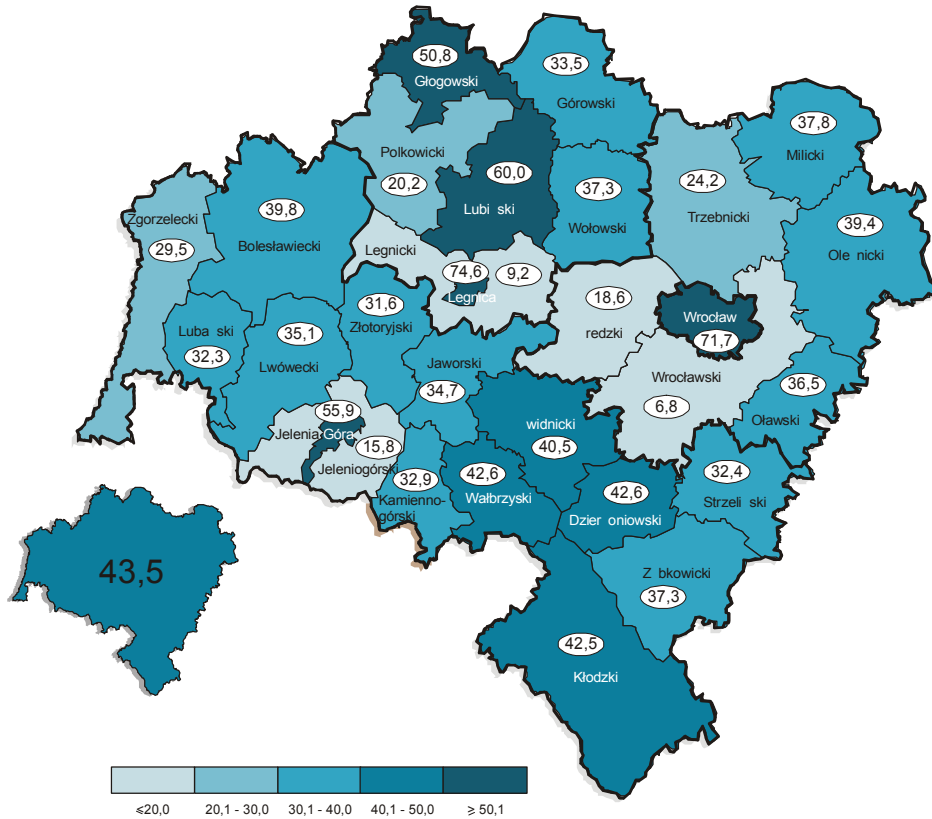 50,8
Głogowski
33,5
Górowski
37,8
Milicki
Polkowicki
20,2
60,0
Lubi ski
37,3
Wołowski
24,2
Trzebnicki
39,4
Ole nicki
Zgorzelecki
29,5
39,8
Bolesławiecki
Legnicki
74,6
Legnica
9,2
18,6
redzki
Wrocław
71,7
31,6
Złotoryjski
Luba ski
32,3
35,1
Lwówecki
Jaworski
34,7
Wrocławski
6,8
36,5
Oławski
55,9
Jelenia Góra
15,8
Jeleniogórski
widnicki
40,5
32,9
Kamienno-
górski
42,6
Wałbrzyski
42,6
Dzier oniowski
32,4
Strzeli ski
Z bkowicki
37,3
43,5
42,5
Kłodzki
≤20,0 20,1 - 30,0 30,1 - 40,0 40,1 - 50,0 ≥ 50,1